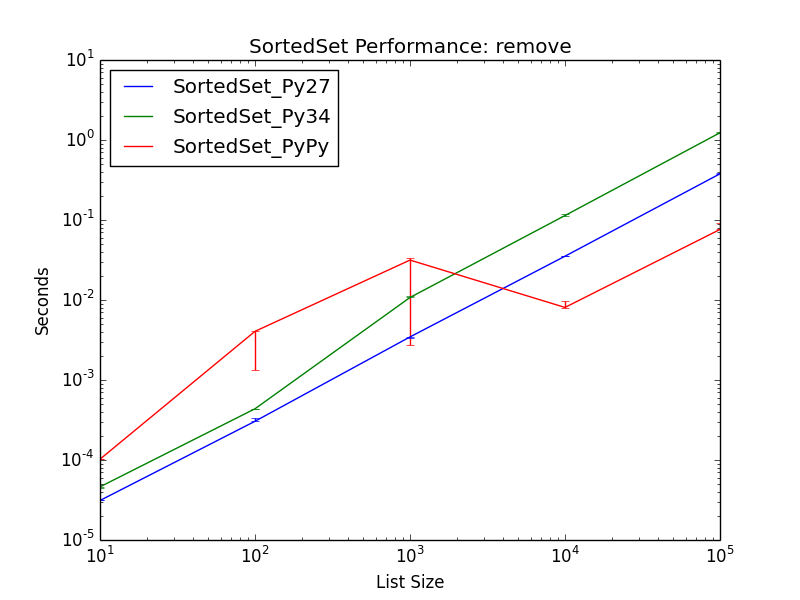 SortedSet Performance: remove
SortedSet_Py27
SortedSet_Py34
SortedSet_PyPy
Seconds
10^1
10^0
10^-1
10^-2
10^-3
10^-4
10^-5
10^1 10^2 10^3 10^4 10^5
List Size